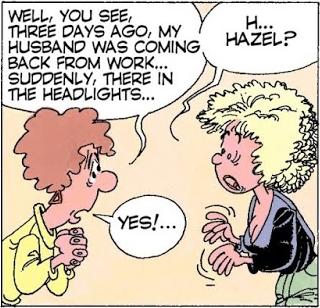 WELL, YOU SEE,
THREE DAYS AGO, MY
HUSBAND WAS COMING
BACK FROM WORK...
SUDDENLY, THERE IN
THE HEADLIGHTS...
H...
HAZEL?
YES!...